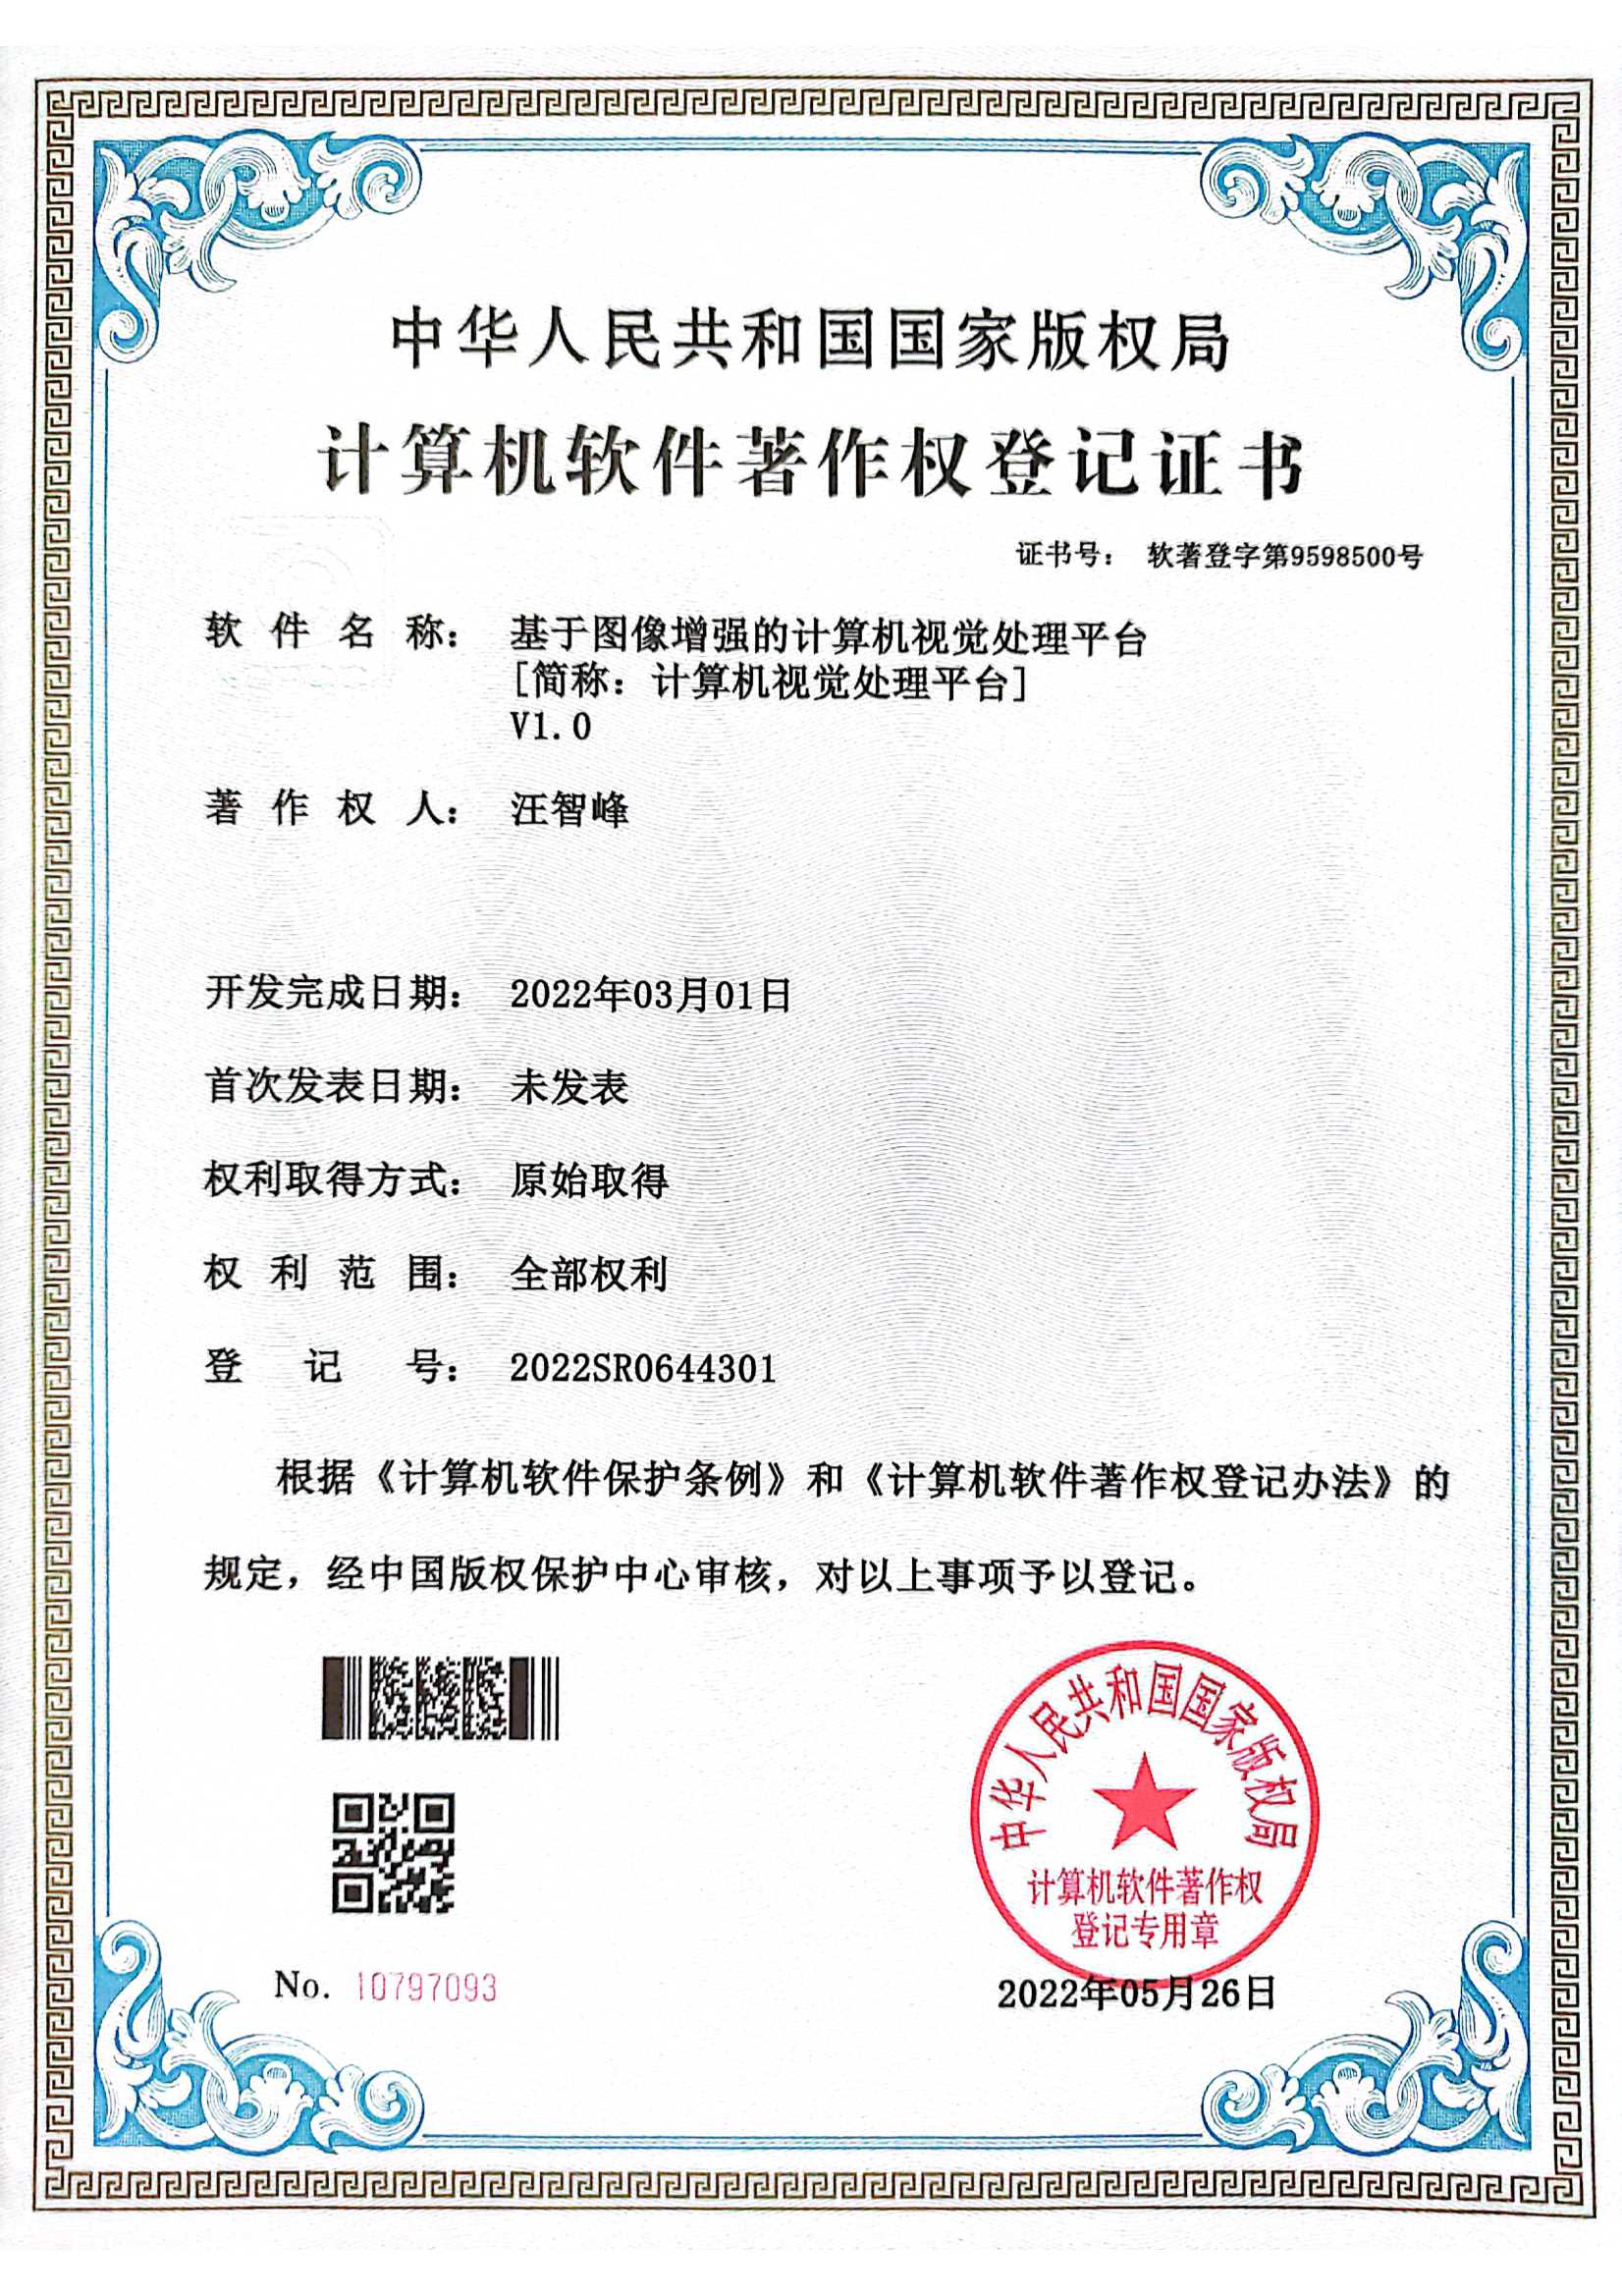 中华人民共和国国家版权局
计算机软件著作权登记证书
证书号： 软著登字第9598500号
软件名称： 基于图像增强的计算机视觉处理平台
[简称：计算机视觉处理平台]
V1.0
著作权人： 汪智峰
开发完成日期： 2022年03月01日
首次发表日期： 未发表
权利取得方式： 原始取得
权利范围： 全部权利
登记号： 2022SR0644301
根据《计算机软件保护条例》和《计算机软件著作权登记办法》的
规定，经中国版权保护中心审核，对以上事项予以登记。
中华人民共和国国家版权局
计算机软件著作权
登记专用章
No. 10797093
2022年05月26日